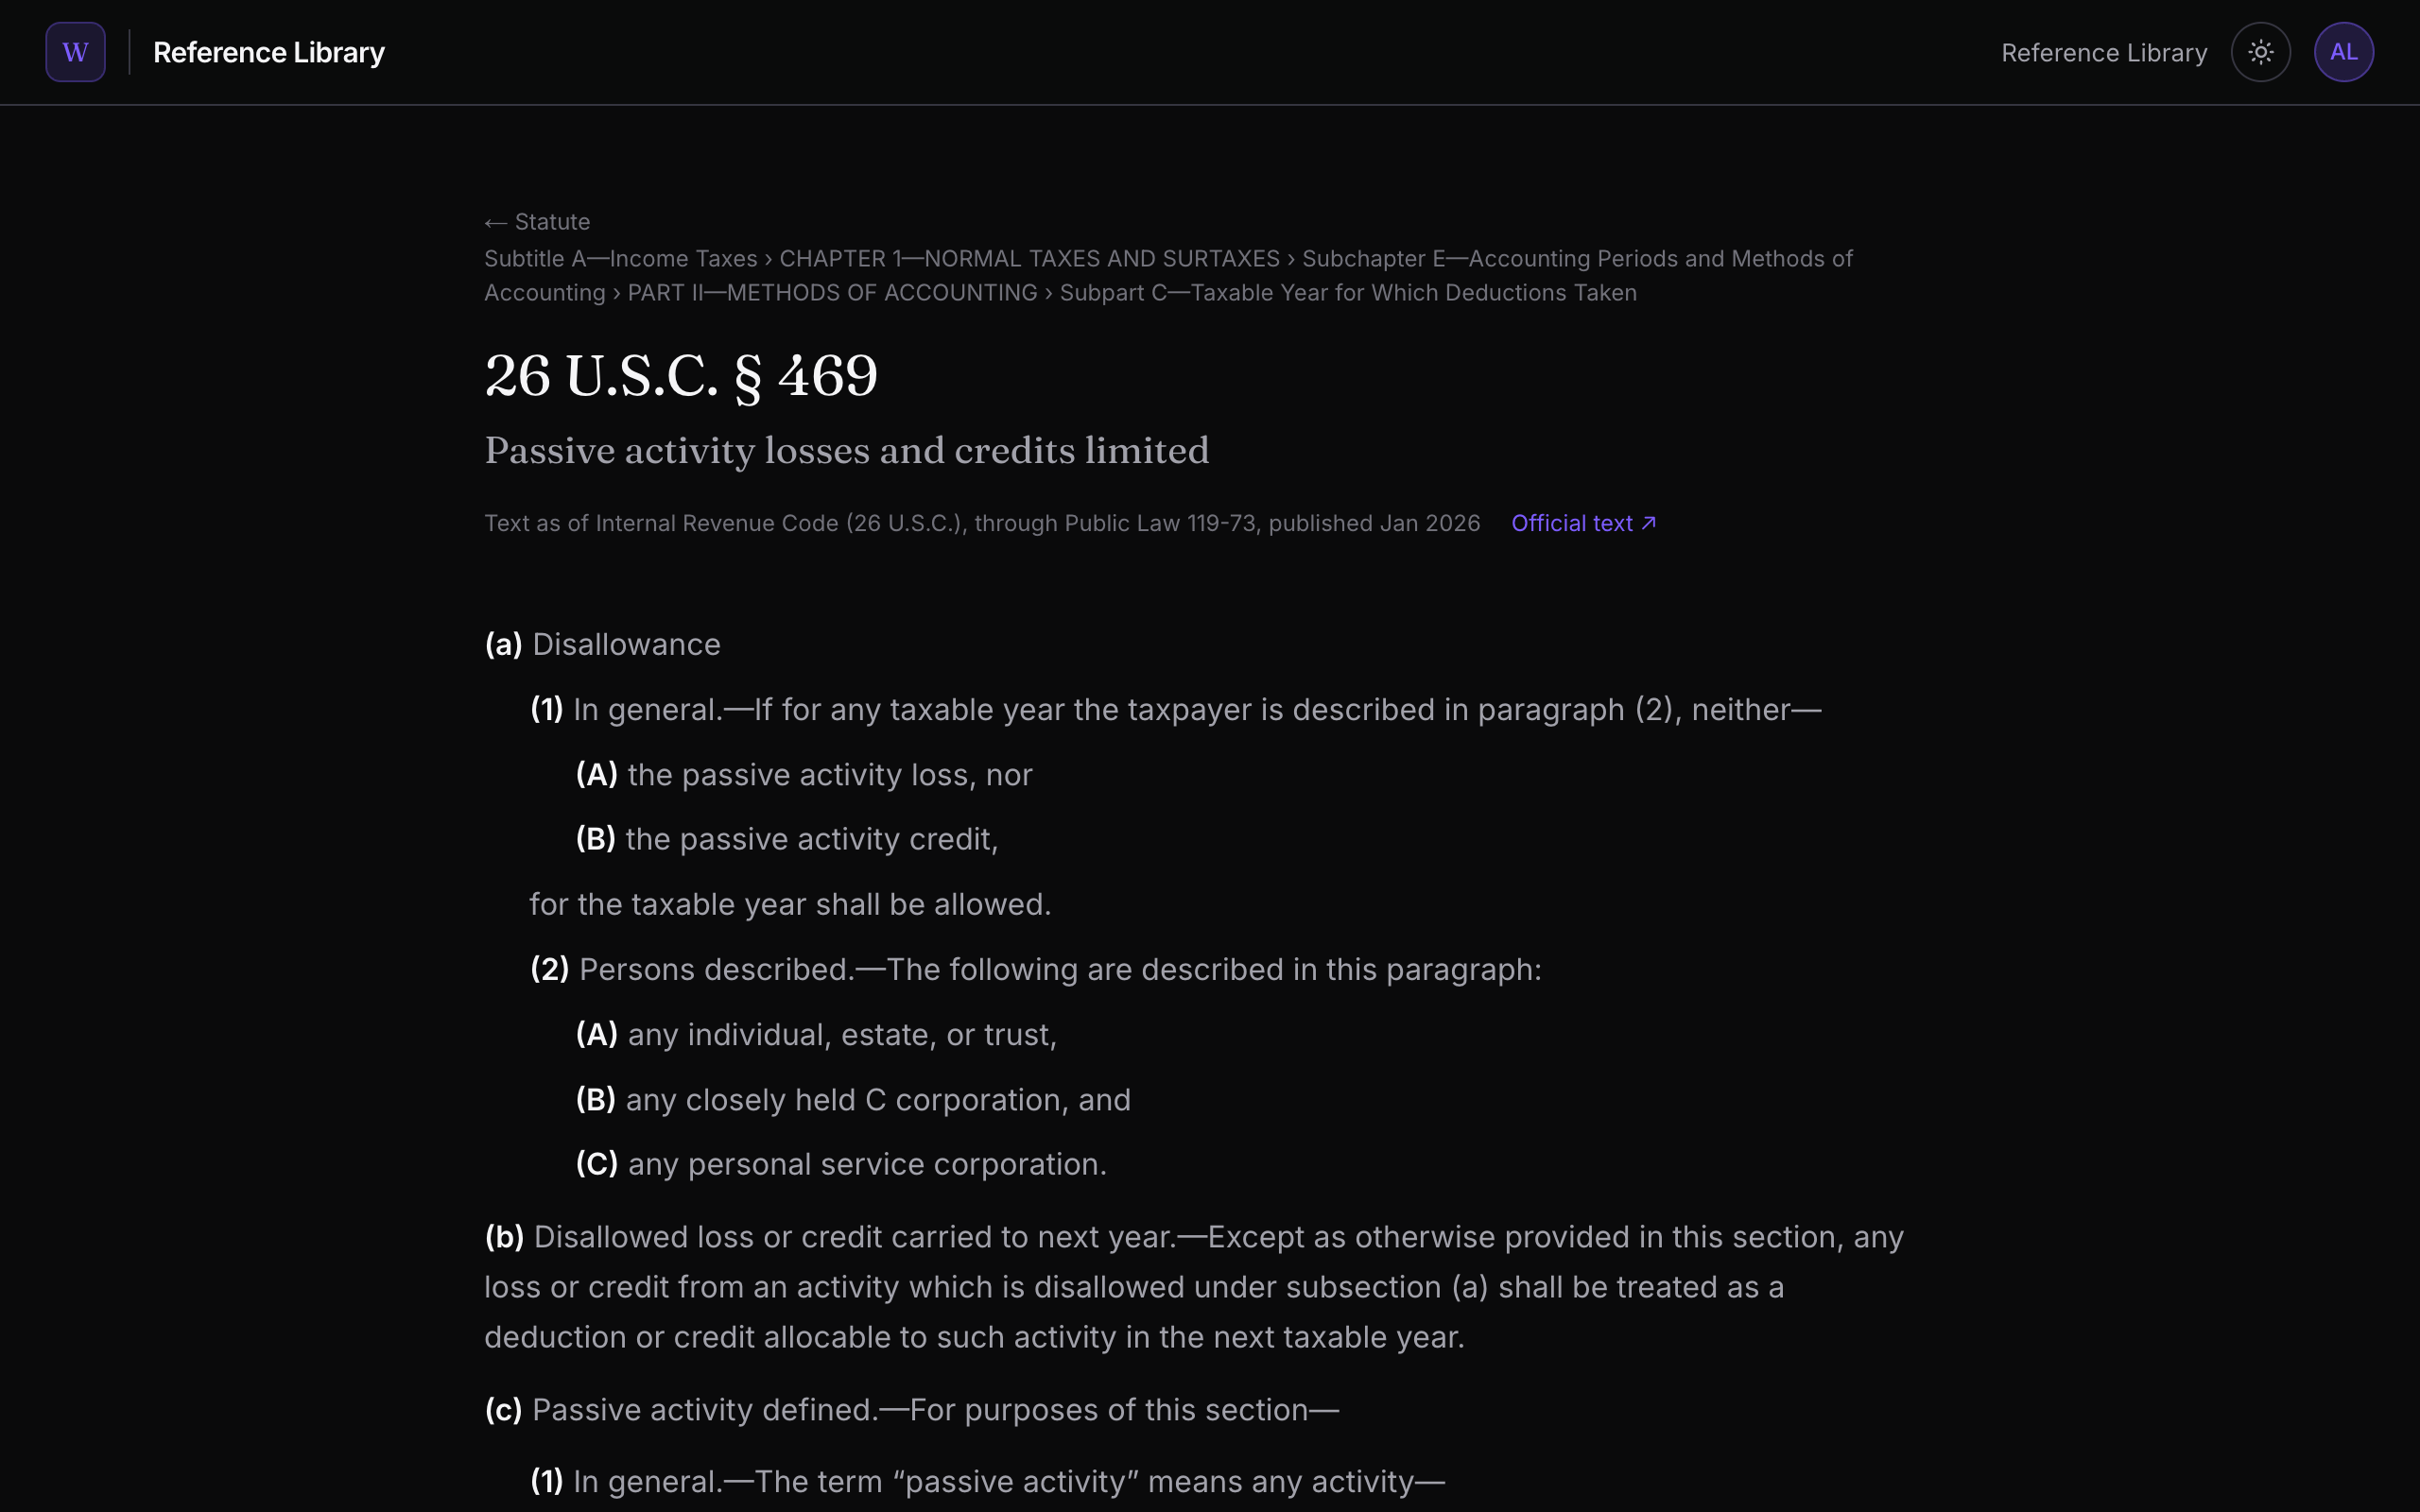 W
Reference Library
Reference Library
AL
← Statute
Subtitle A—Income Taxes › CHAPTER 1—NORMAL TAXES AND SURTAXES › Subchapter E—Accounting Periods and Methods of
Accounting › PART II—METHODS OF ACCOUNTING › Subpart C—Taxable Year for Which Deductions Taken
26 U.S.C. § 469
Passive activity losses and credits limited
Text as of Internal Revenue Code (26 U.S.C.), through Public Law 119-73, published Jan 2026 Official text ↗
(a) Disallowance
(1) In general.—If for any taxable year the taxpayer is described in paragraph (2), neither—
(A) the passive activity loss, nor
(B) the passive activity credit,
for the taxable year shall be allowed.
(2) Persons described.—The following are described in this paragraph:
(A) any individual, estate, or trust,
(B) any closely held C corporation, and
(C) any personal service corporation.
(b) Disallowed loss or credit carried to next year.—Except as otherwise provided in this section, any
loss or credit from an activity which is disallowed under subsection (a) shall be treated as a
deduction or credit allocable to such activity in the next taxable year.
(c) Passive activity defined.—For purposes of this section—
(1) In general.—The term “passive activity” means any activity—